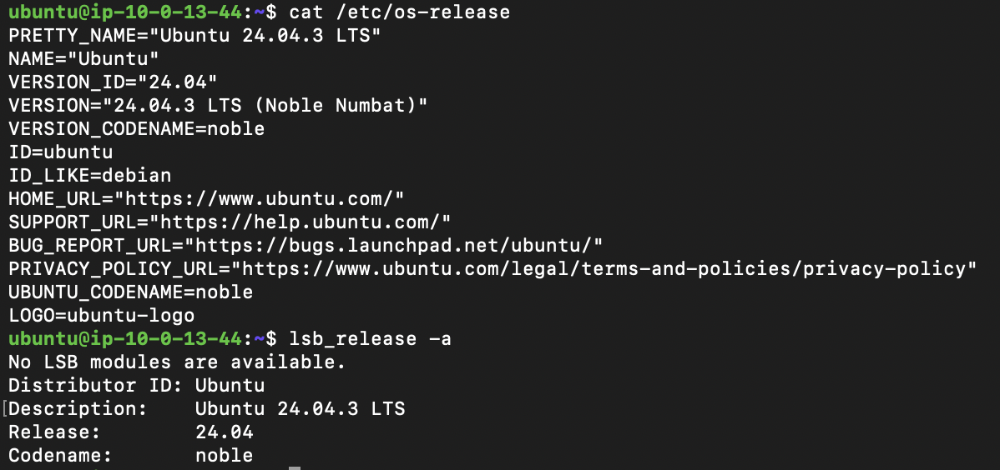 ubuntu@ip-10-0-13-44:~$ cat /etc/os-release
PRETTY_NAME="Ubuntu 24.04.3 LTS"
NAME="Ubuntu"
VERSION_ID="24.04"
VERSION="24.04.3 LTS (Noble Numbat)"
VERSION_CODENAME=noble
ID=ubuntu
ID_LIKE=debian
HOME_URL="https://www.ubuntu.com/"
SUPPORT_URL="https://help.ubuntu.com/"
BUG_REPORT_URL="https://bugs.launchpad.net/ubuntu/"
PRIVACY_POLICY_URL="https://www.ubuntu.com/legal/terms-and-policies/privacy-policy"
UBUNTU_CODENAME=noble
LOGO=ubuntu-logo
ubuntu@ip-10-0-13-44:~$ lsb_release -a
No LSB modules are available.
Distributor ID: Ubuntu
[Description:    Ubuntu 24.04.3 LTS
Release:        24.04
Codename:       noble